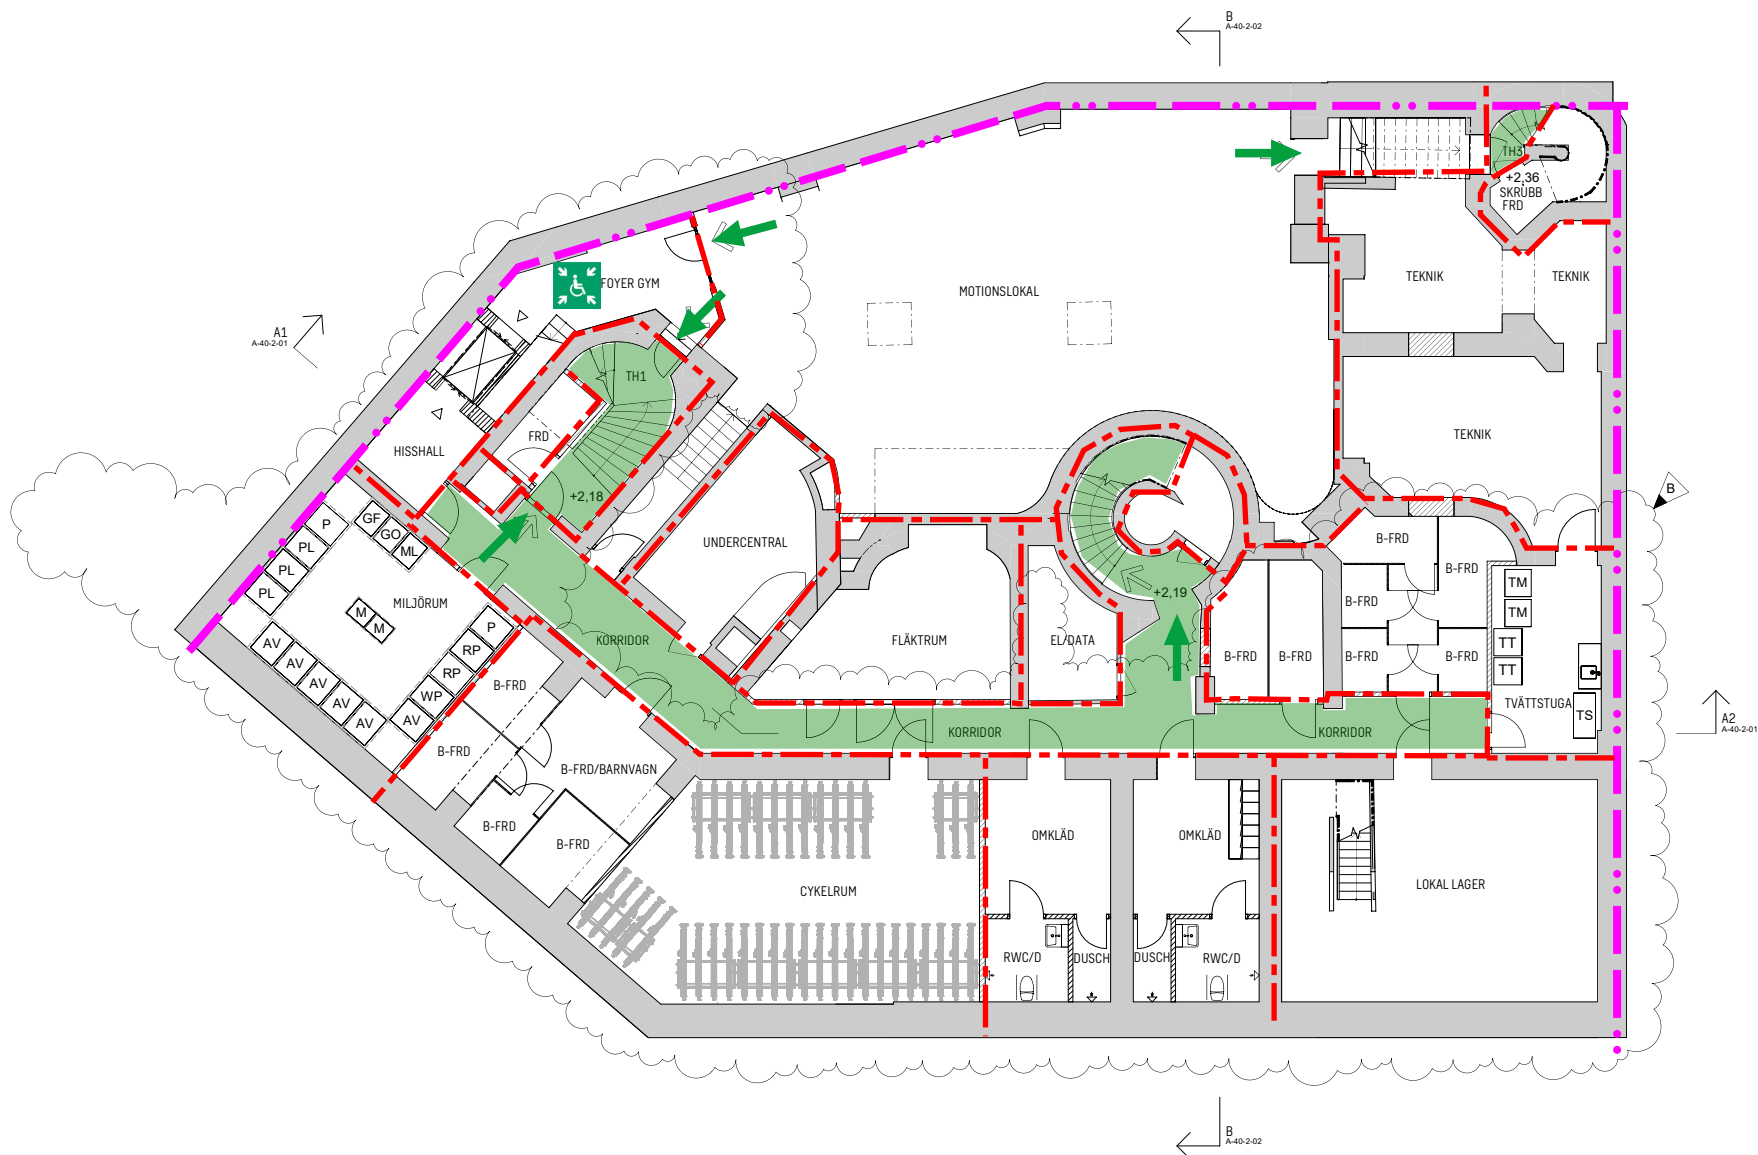 B
A-40-2-02
TH3
+2,36
SKRUBB
FRD
FOYER GYM
MOTIONSLOKAL
TEKNIK
TEKNIK
A1
A-40-2-01
TH1
FRD
HISSHALL
TEKNIK
+2,18
B
P
GF
GO
ML
PL
PL
PL
UNDERCENTRAL
B-FRD
B-FRD
TM
TM
MILJÖRUM
M
M
+2,19
B-FRD
P
KORRIDOR
FLÄKTRUM
EL/DATA
TT
TT
AV
AV
AV
AV
AV
RP
RP
WP
AV
B-FRD
B-FRD
B-FRD
B-FRD
B-FRD
TVÄTTSTUGA
TS
A2
A-40-2-01
KORRIDOR
KORRIDOR
B-FRD
B-FRD/BARNVAGN
B-FRD
B-FRD
OMKLÄD
OMKLÄD
CYKELRUM
LOKAL LAGER
RWC/D
DUSCH
DUSCH
RWC/D
B
A-40-2-02